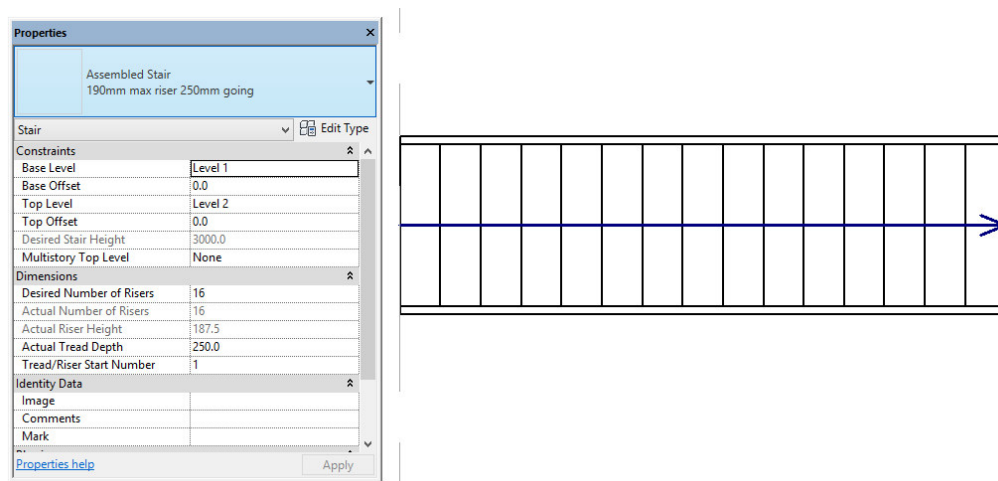 Properties
Assembled Stair
190mm max riser 250mm going
Stair Edit Type
Constraints
Base Level Level 1
Base Offset 0.0
Top Level Level 2
Top Offset 0.0
Desired Stair Height 3000.0
Multistory Top Level None
Dimensions
Desired Number of Risers 16
Actual Number of Risers 16
Actual Riser Height 187.5
Actual Tread Depth 250.0
Tread/Riser Start Number 1
Identity Data
Image
Comments
Mark
Properties help Apply